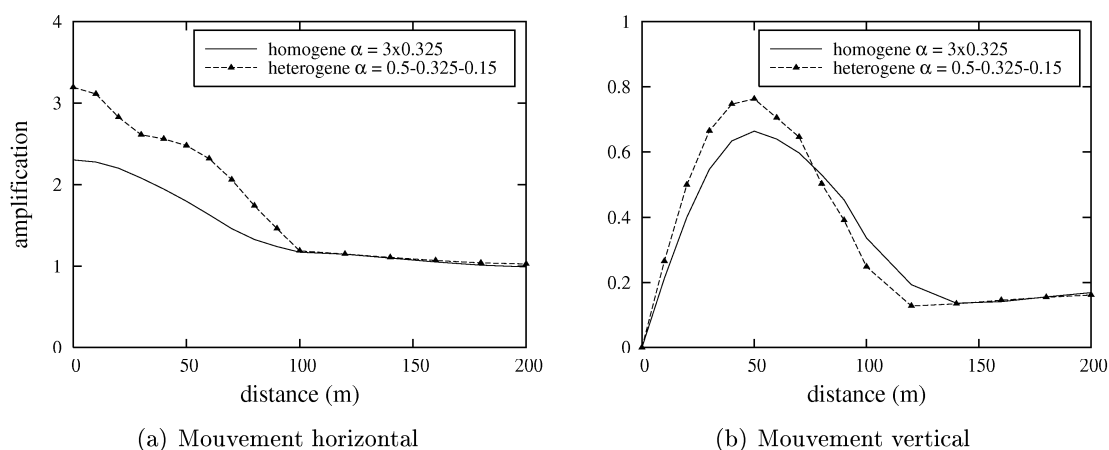 4
3
2
1
0
amplification
homogene α = 3x0.325
heterogene α = 0.5-0.325-0.15
0 50 100 150 200
distance (m)
(a) Mouvement horizontal
1
0.8
0.6
0.4
0.2
0
homogene α = 3x0.325
heterogene α = 0.5-0.325-0.15
0 50 100 150 200
distance (m)
(b) Mouvement vertical